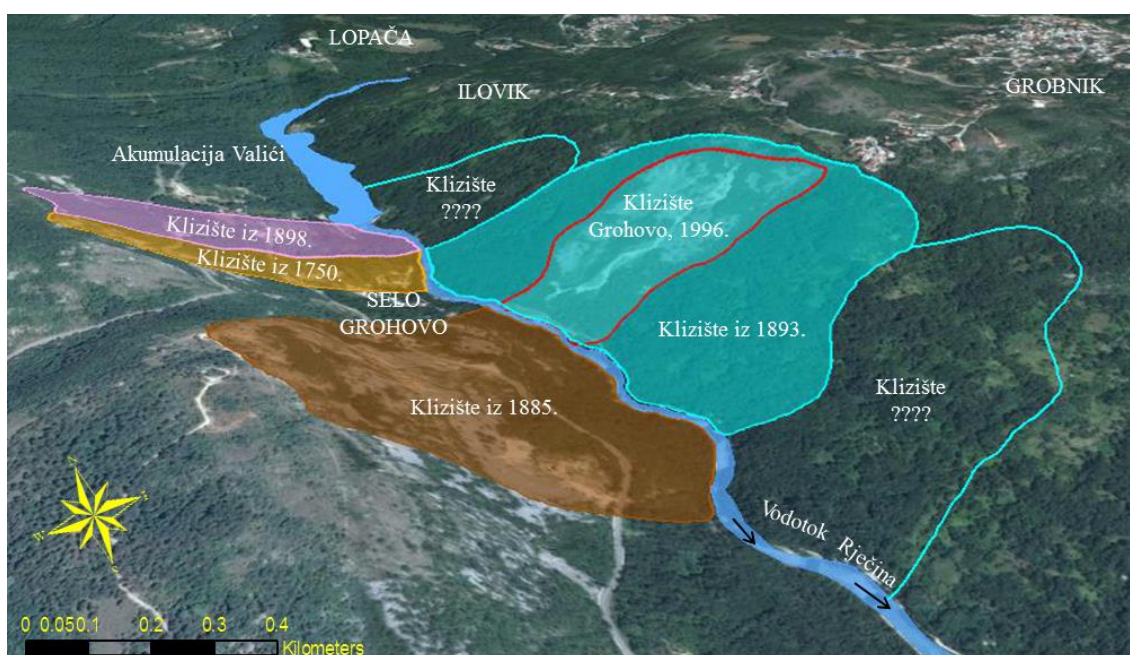 LOPAČA
GROBNIK
ILOVIK
Akumulacija Valići
Klizište
????
Klizište
Grohovo, 1996.
Klizište iz 1898.
Klizište iz 1750.
SELO
GROHOVO
Klizište iz 1893.
Klizište
????
Klizište iz 1885.
Vodotok Rječina
N
E
W
S
0 0.050.1 0.2 0.3 0.4
Kilometers